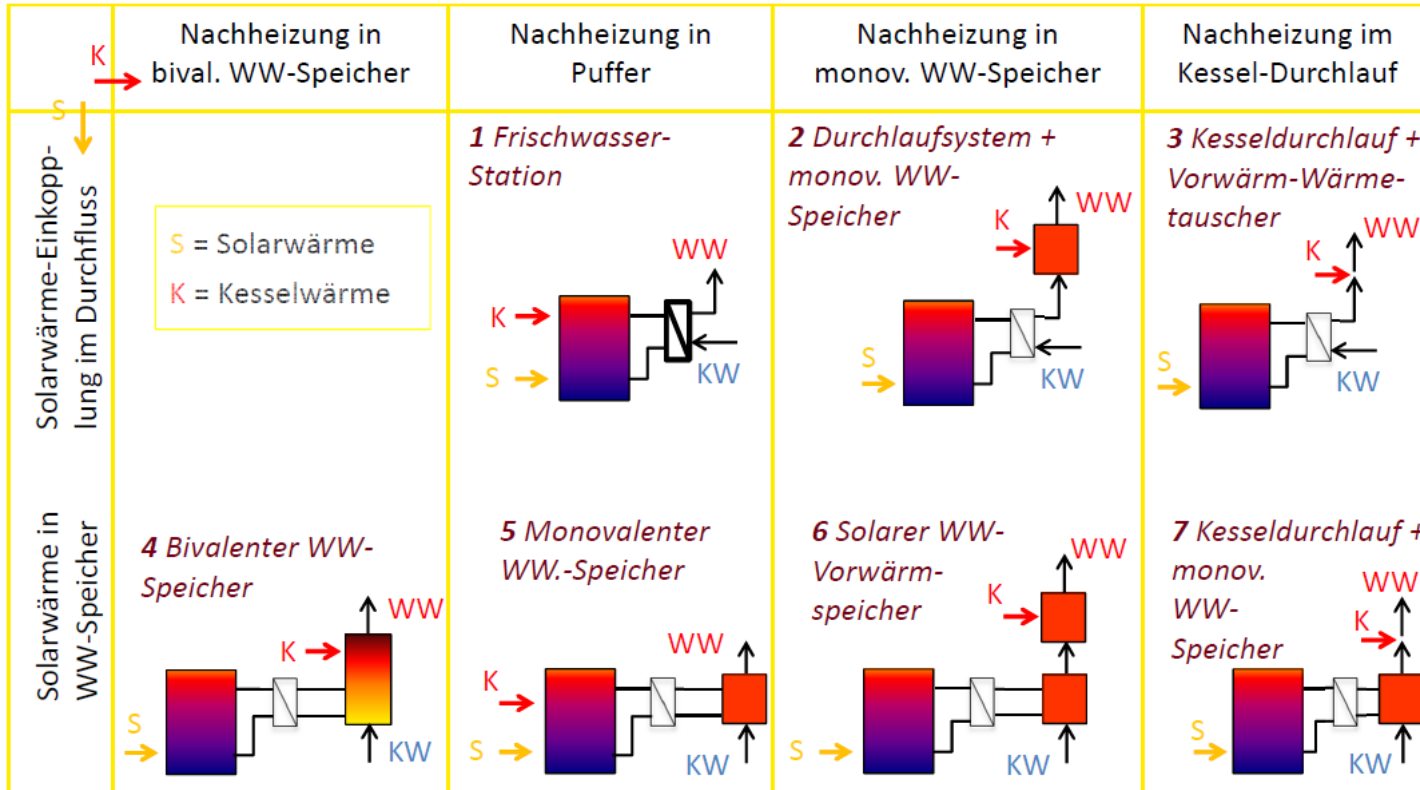 K
S
Nachheizung in
bival. WW-Speicher
Nachheizung in
Puffer
Nachheizung in
monov. WW-Speicher
Nachheizung im
Kessel-Durchlauf
Solarwärme-Einkopp-
lung im Durchfluss
S = Solarwärme
K = Kesselwärme
1 Frischwasser-
Station
WW
K
S
KW
2 Durchlaufsystem +
monov. WW-
Speicher
WW
K
S
KW
3 Kesseldurchlauf +
Vorwärm-Wärme-
tauscher
WW
K
S
KW
Solarwärme in
WW-Speicher
4 Bivalenter WW-
Speicher
WW
K
S
KW
5 Monovalenter
WW.-Speicher
WW
K
S
KW
6 Solarer WW-
Vorwärm-
speicher
WW
K
S
KW
7 Kesseldurchlauf +
monov.
WW-
Speicher
WW
K
S
KW